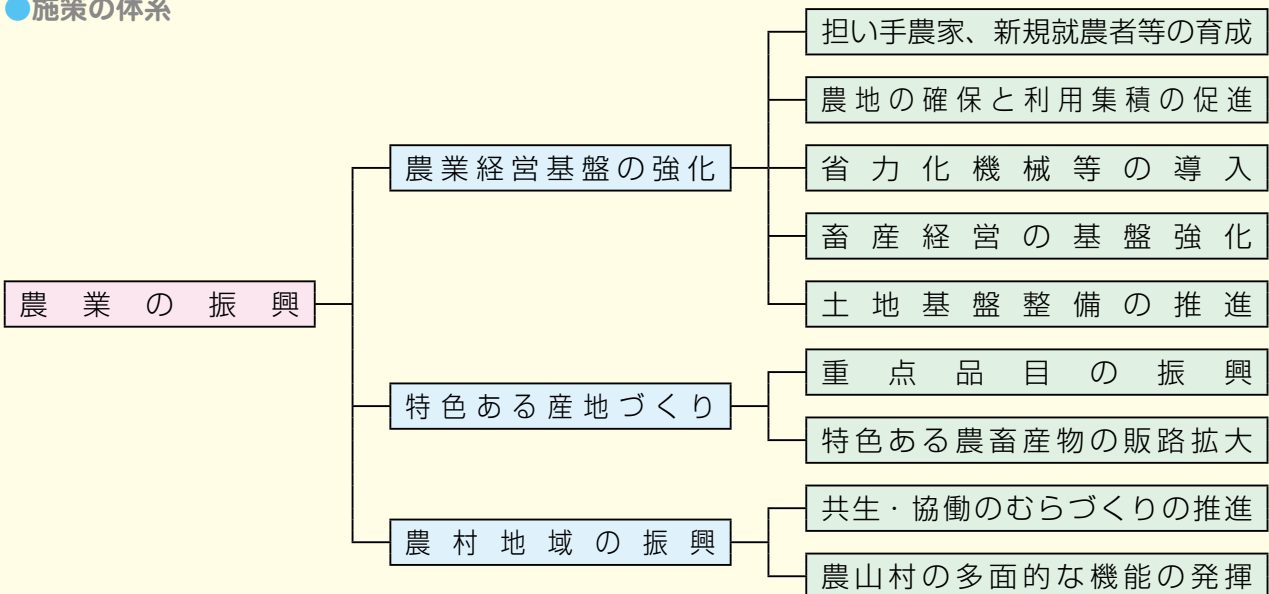 ●施策の体系
農業の振興
農業経営基盤の強化
担い手農家、新規就農者等の育成
農地の確保と利用集積の促進
省力化機械等の導入
畜産経営の基盤強化
土地基盤整備の推進
特色ある産地づくり
重点品目の振興
特色ある農畜産物の販路拡大
農村地域の振興
共生・協働のむらづくりの推進
農山村の多面的な機能の発揮